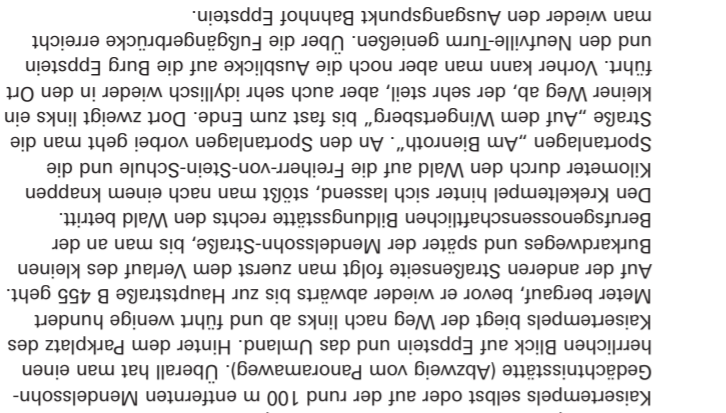 Kaisertempels selbst oder auf der rund 100 m entfernten Mendelssohn-
Gedächtnisstätte (Abzweig vom Panoramaweg). Überall hat man einen
herrlichen Blick auf Eppstein und das Umland. Hinter dem Parkplatz des
Kaisertempels biegt der Weg nach links ab und führt wenige hundert
Meter bergauf, bevor er wieder abwärts bis zur Hauptstraße B 455 geht.
Auf der anderen Straßenseite folgt man zuerst dem Verlauf des kleinen
Burkardweges und später der Mendelssohn-Straße, bis man an der
Berufsgenossenschaftlichen Bildungsstätte rechts den Wald betritt.
Den Krekeltempel hinter sich lassend, stößt man nach einem knappen
Kilometer durch den Wald auf die Freiherr-von-Stein-Schule und die
Sportanlagen „Am Bienroth“. An den Sportanlagen vorbei geht man die
Straße „Auf dem Wingertsberg“ bis fast zum Ende. Dort zweigt links ein
kleiner Weg ab, der sehr steil, aber auch sehr idyllisch wieder in den Ort
führt. Vorher kann man aber noch die Ausblicke auf die Burg Eppstein
und den Neufville-Turm genießen. Über die Fußgängerbrücke erreicht
man wieder den Ausgangspunkt Bahnhof Eppstein.